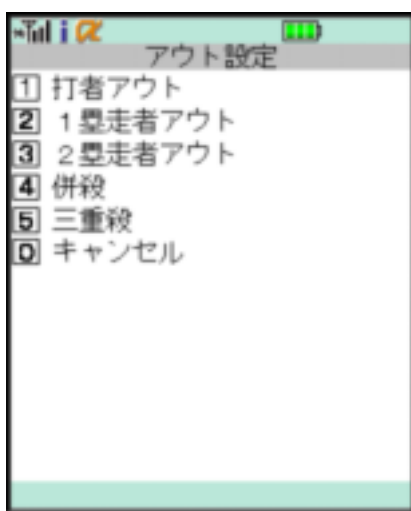 アウト設定
1 打者アウト
2 1塁走者アウト
3 2塁走者アウト
4 併殺
5 三重殺
0 キャンセル